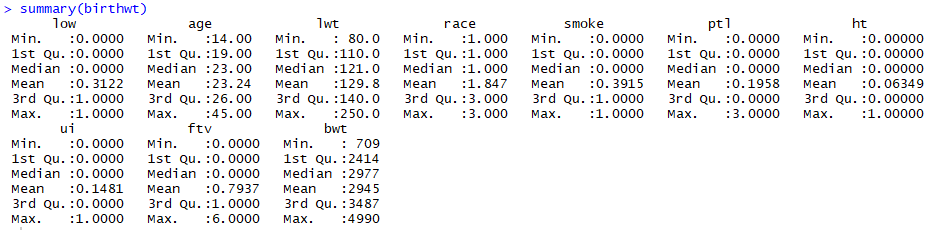 > summary(birthwt)
low age lwt race smoke ptl ht
Min. :0.0000 Min. :14.00 Min. : 80.0 Min. :1.000 Min. :0.0000 Min. :0.0000 Min. :0.00000
1st Qu.:0.0000 1st Qu.:19.00 1st Qu.:110.0 1st Qu.:1.000 1st Qu.:0.0000 1st Qu.:0.0000 1st Qu.:0.00000
Median :0.0000 Median :23.00 Median :121.0 Median :1.000 Median :0.0000 Median :0.0000 Median :0.00000
Mean :0.3122 Mean :23.24 Mean :129.8 Mean :1.847 Mean :0.3915 Mean :0.1958 Mean :0.06349
3rd Qu.:1.0000 3rd Qu.:26.00 3rd Qu.:140.0 3rd Qu.:3.000 3rd Qu.:1.0000 3rd Qu.:0.0000 3rd Qu.:0.00000
Max. :1.0000 Max. :45.00 Max. :250.0 Max. :3.000 Max. :1.0000 Max. :3.0000 Max. :1.00000
ui ftv bwt
Min. :0.0000 Min. :0.0000 Min. : 709
1st Qu.:0.0000 1st Qu.:0.0000 1st Qu.:2414
Median :0.0000 Median :0.0000 Median :2977
Mean :0.1481 Mean :0.7937 Mean :2945
3rd Qu.:0.0000 3rd Qu.:1.0000 3rd Qu.:3487
Max. :1.0000 Max. :6.0000 Max. :4990